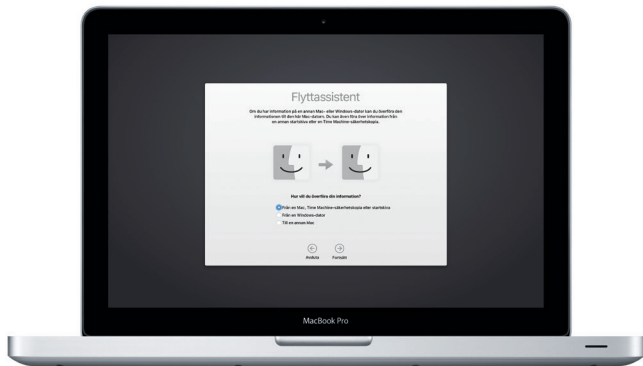 Flyttassistent
Om du har information på en annan Mac- eller Windows-dator kan du överföra den
informationen till den här Mac-datorn. Du kan även föra över information från
en annan startskiva eller en Time Machine-säkerhetskopia.
Hur vill du överföra din information?
Från en Mac, Time Machine-säkerhetskopia eller startskiva
Från en Windows-dator
Till en annan Mac
Avsluta Fortsätt
MacBook Pro